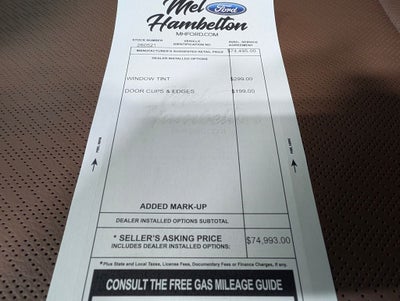 Mel
Ford
Hambelton
MHFORD.COM
STOCK NUMBER VEHICLE IDENTIFICATION NO
260521
AGREEMENT
MANUFACTURER'S SUGGESTED RETAIL PRICE
DEALER INSTALLED OPTIONS
WINDOW TINT $299.00
DOOR CUPS & EDGES $199.00
ADDED MARK-UP
DEALER INSTALLED OPTIONS SUBTOTAL
* SELLER'S ASKING PRICE $74,993.00
INCLUDES DEALER INSTALLED OPTIONS:
* Plus State and Local Taxes, License Fees, Documentary Fees or Finance Charges, if any.
CONSULT THE FREE GAS MILEAGE GUIDE